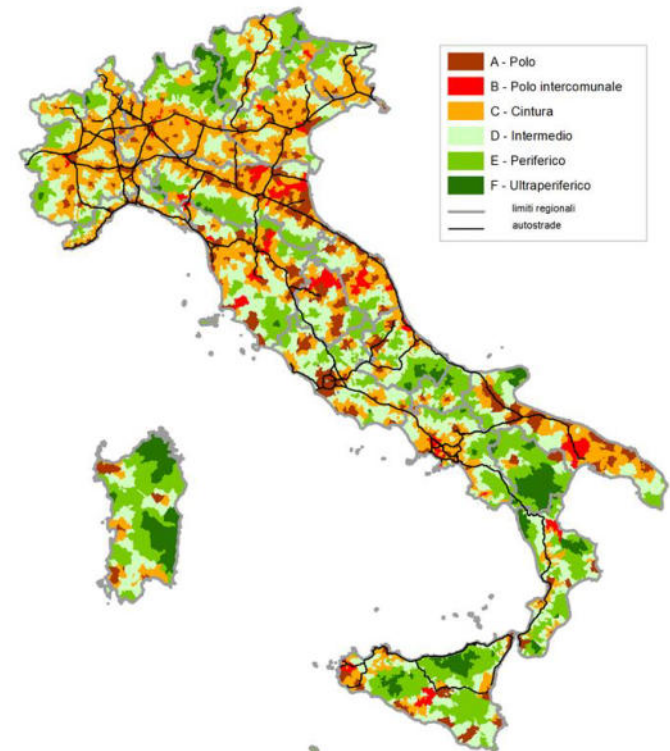 A - Polo
B - Polo intercomunale
C - Cintura
D - Intermedio
E - Periferico
F - Ultraperiferico
limiti regionali
autostrade